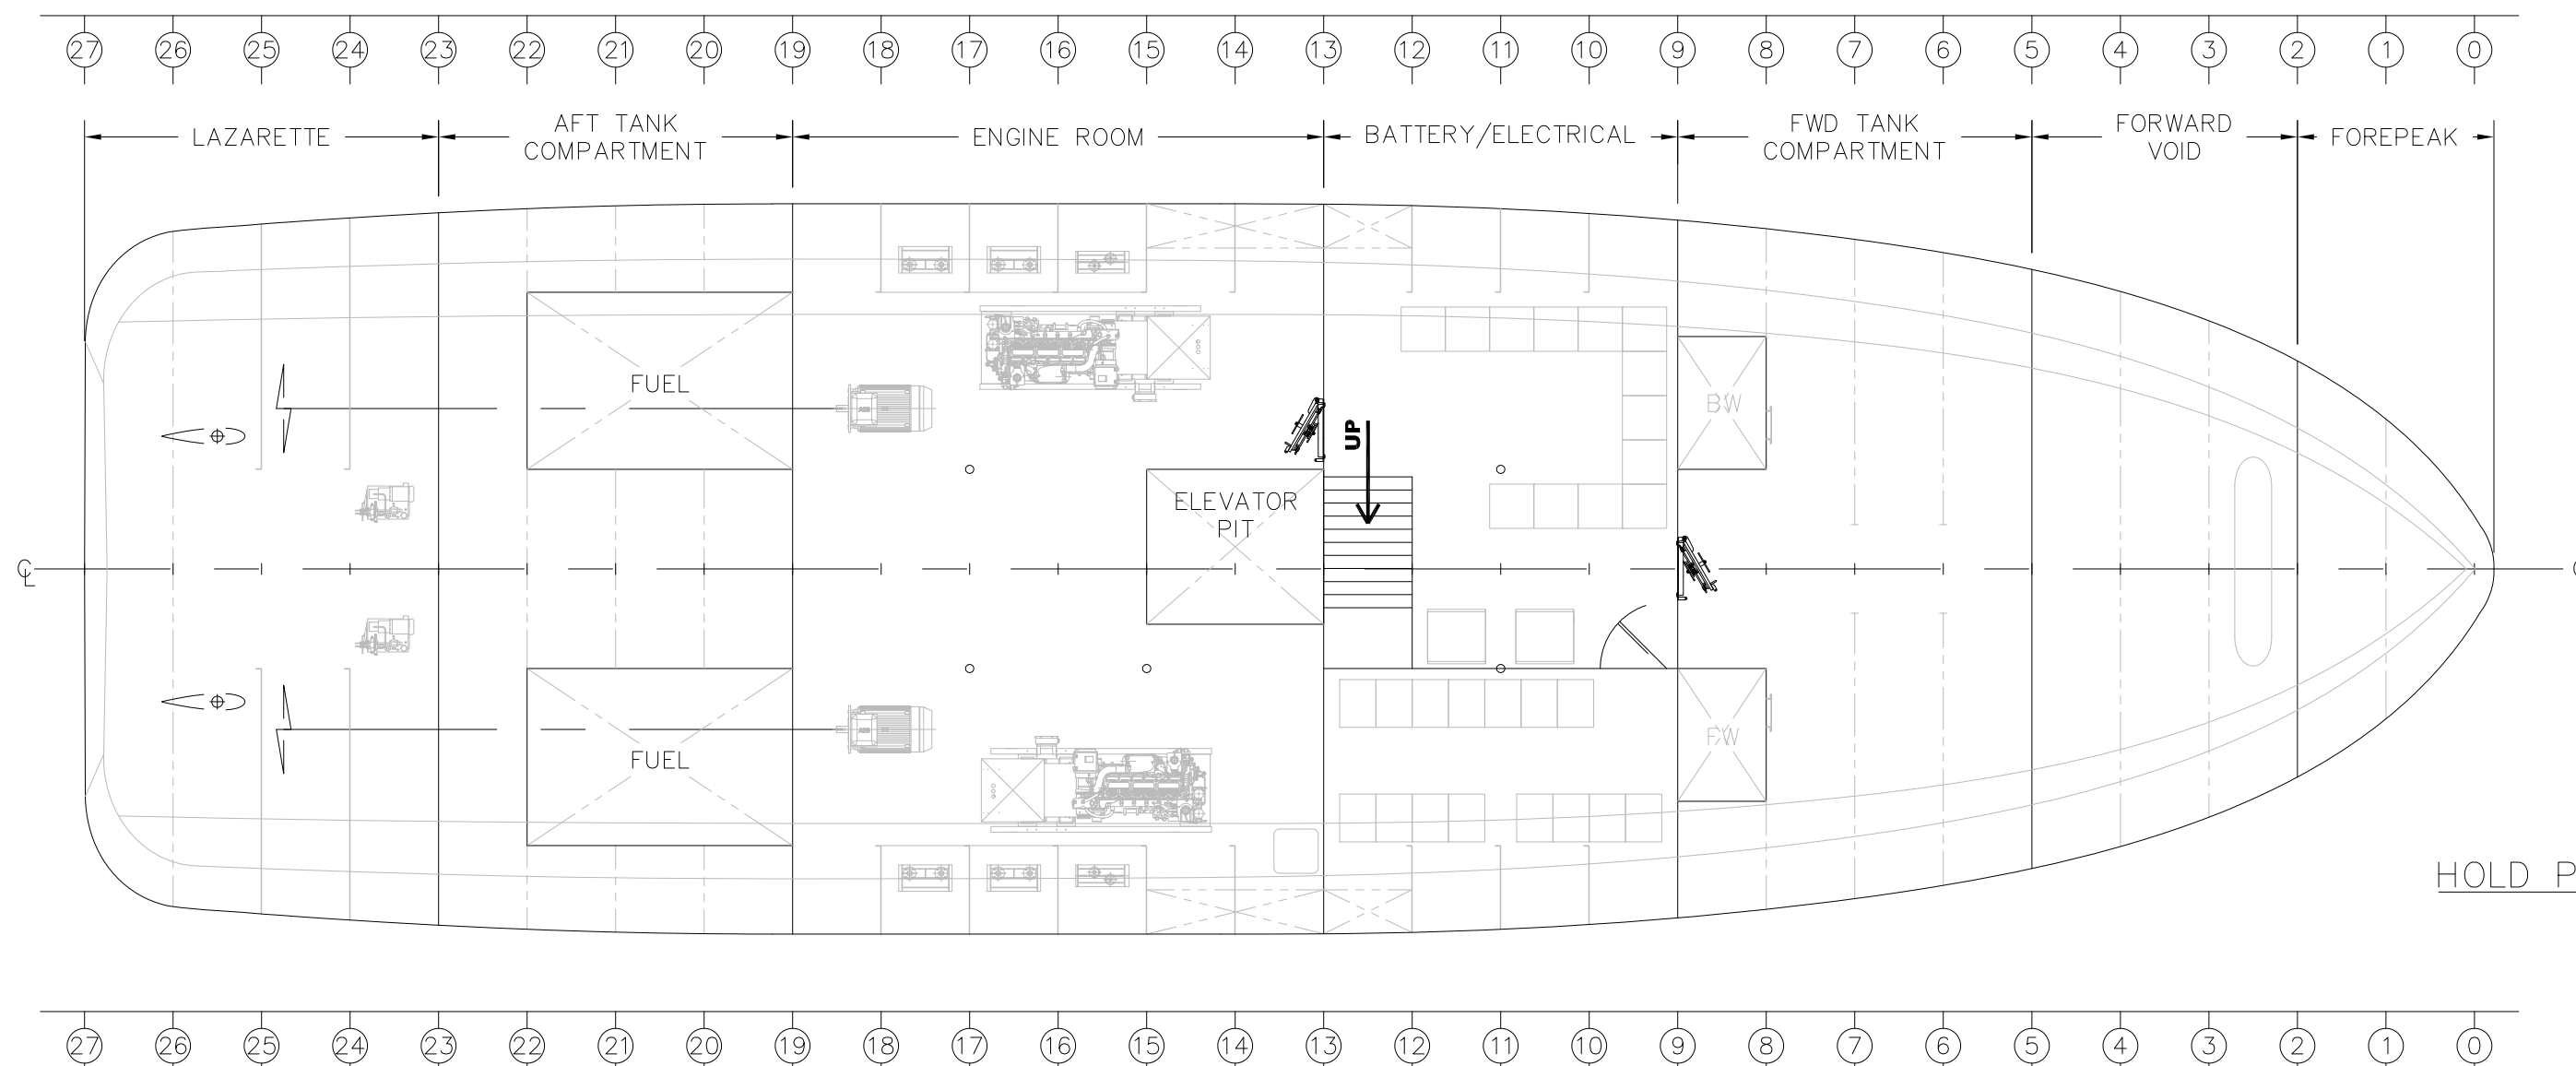 27 26 25 24 23 22 21 20 19 18 17 16 15 14 13 12 11 10 9 8 7 6 5 4 3 2 1 0
LAZARETTE
AFT TANK
COMPARTMENT
ENGINE ROOM
BATTERY/ELECTRICAL
FWD TANK
COMPARTMENT
FORWARD
VOID
FOREPEAK
FUEL
BW
UP
ELEVATOR
PIT
FUEL
FW
HOLD P
27 26 25 24 23 22 21 20 19 18 17 16 15 14 13 12 11 10 9 8 7 6 5 4 3 2 1 0